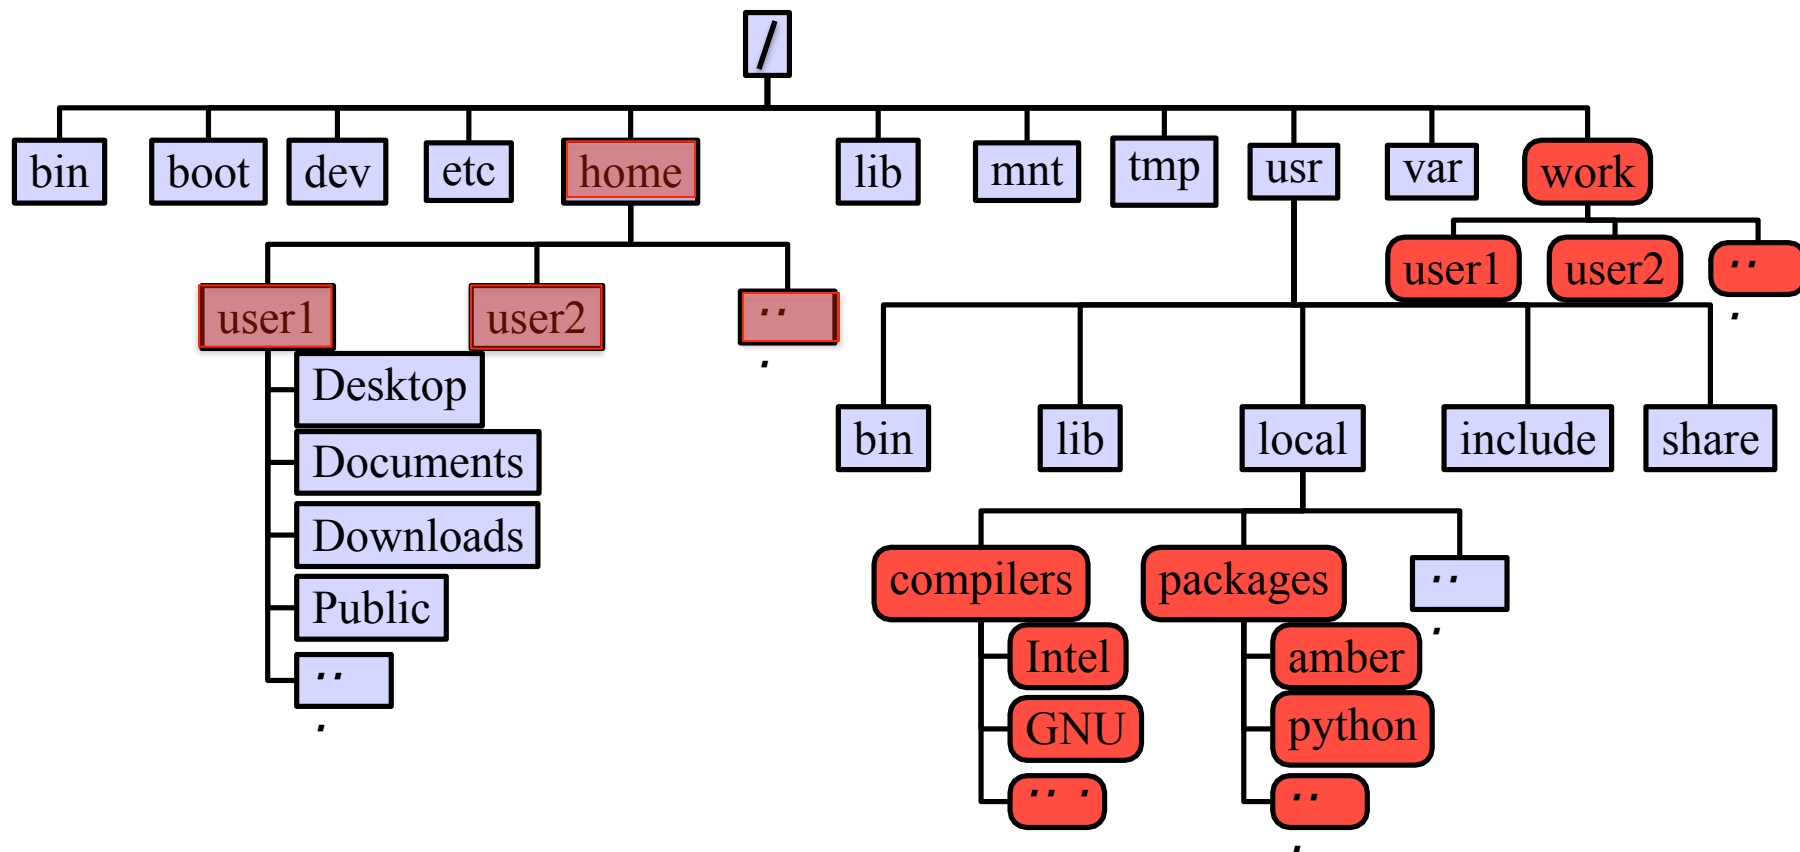 /
bin boot dev etc home lib mnt tmp usr var work
user1 user2 ...
user1 user2 ...
Desktop
Documents
Downloads
Public
...
bin lib local include share
compilers packages ...
Intel
GNU
...
amber
python
...